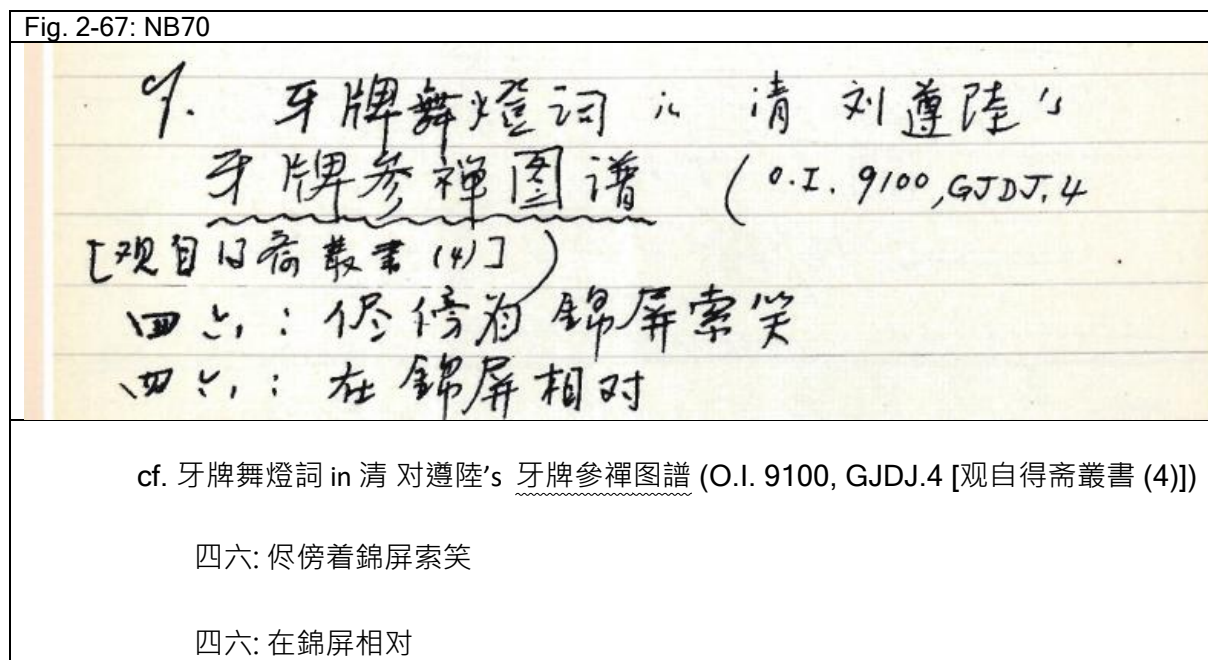 Fig. 2-67: NB70
cf. 牙牌舞燈詞 in 清 刘遵陸's
牙牌参禪图谱 (O.I. 9100, GJDJ.4
[观自得斋叢書 (4)])
四六: 侭傍着錦屏索笑
四六: 在錦屏相对
cf. 牙牌舞燈詞 in 清 对遵陸's 牙牌參禪图譜 (O.I. 9100, GJDJ.4 [观自得斋叢書 (4)])
四六: 侭傍着錦屏索笑
四六: 在錦屏相对